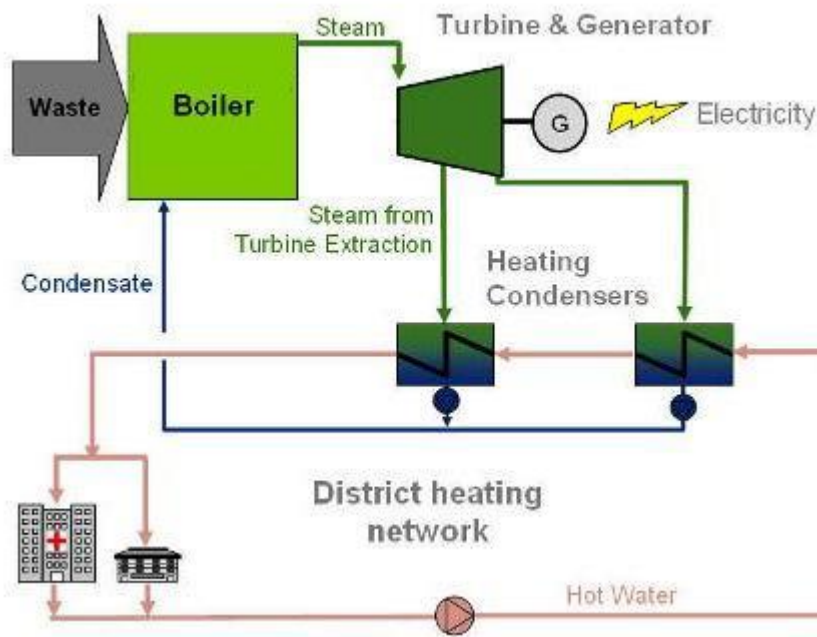 Steam
Turbine & Generator
Waste
Boiler
G
Electricity
Steam from
Turbine Extraction
Condensate
Heating
Condensers
District heating
network
Hot Water